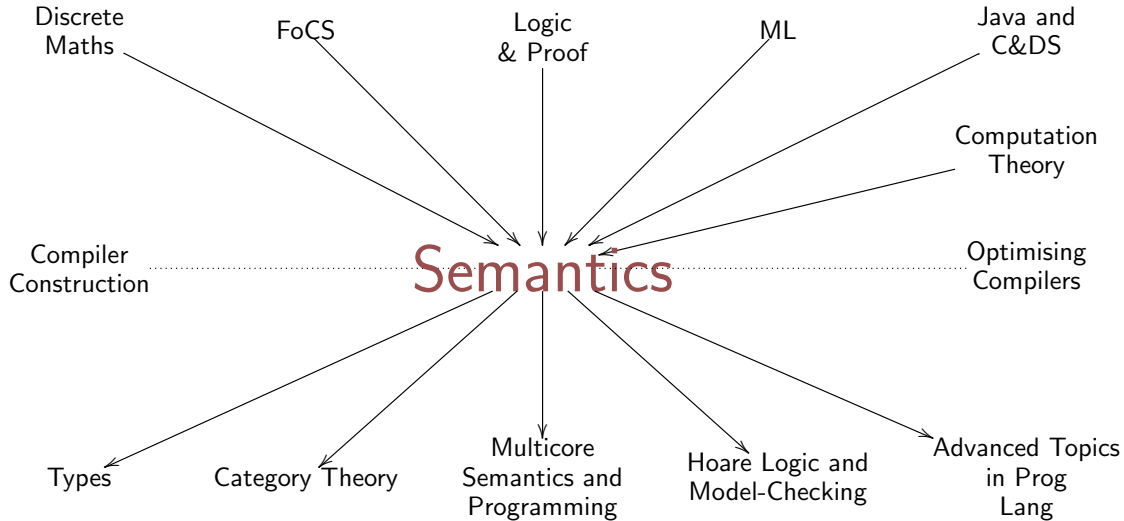 Discrete
Maths
FoCS
Logic
& Proof
ML
Java and
C&DS
Computation
Theory
Compiler
Construction
Semantics
Optimising
Compilers
Types
Category Theory
Multicore
Semantics and
Programming
Hoare Logic and
Model-Checking
Advanced Topics
in Prog
Lang